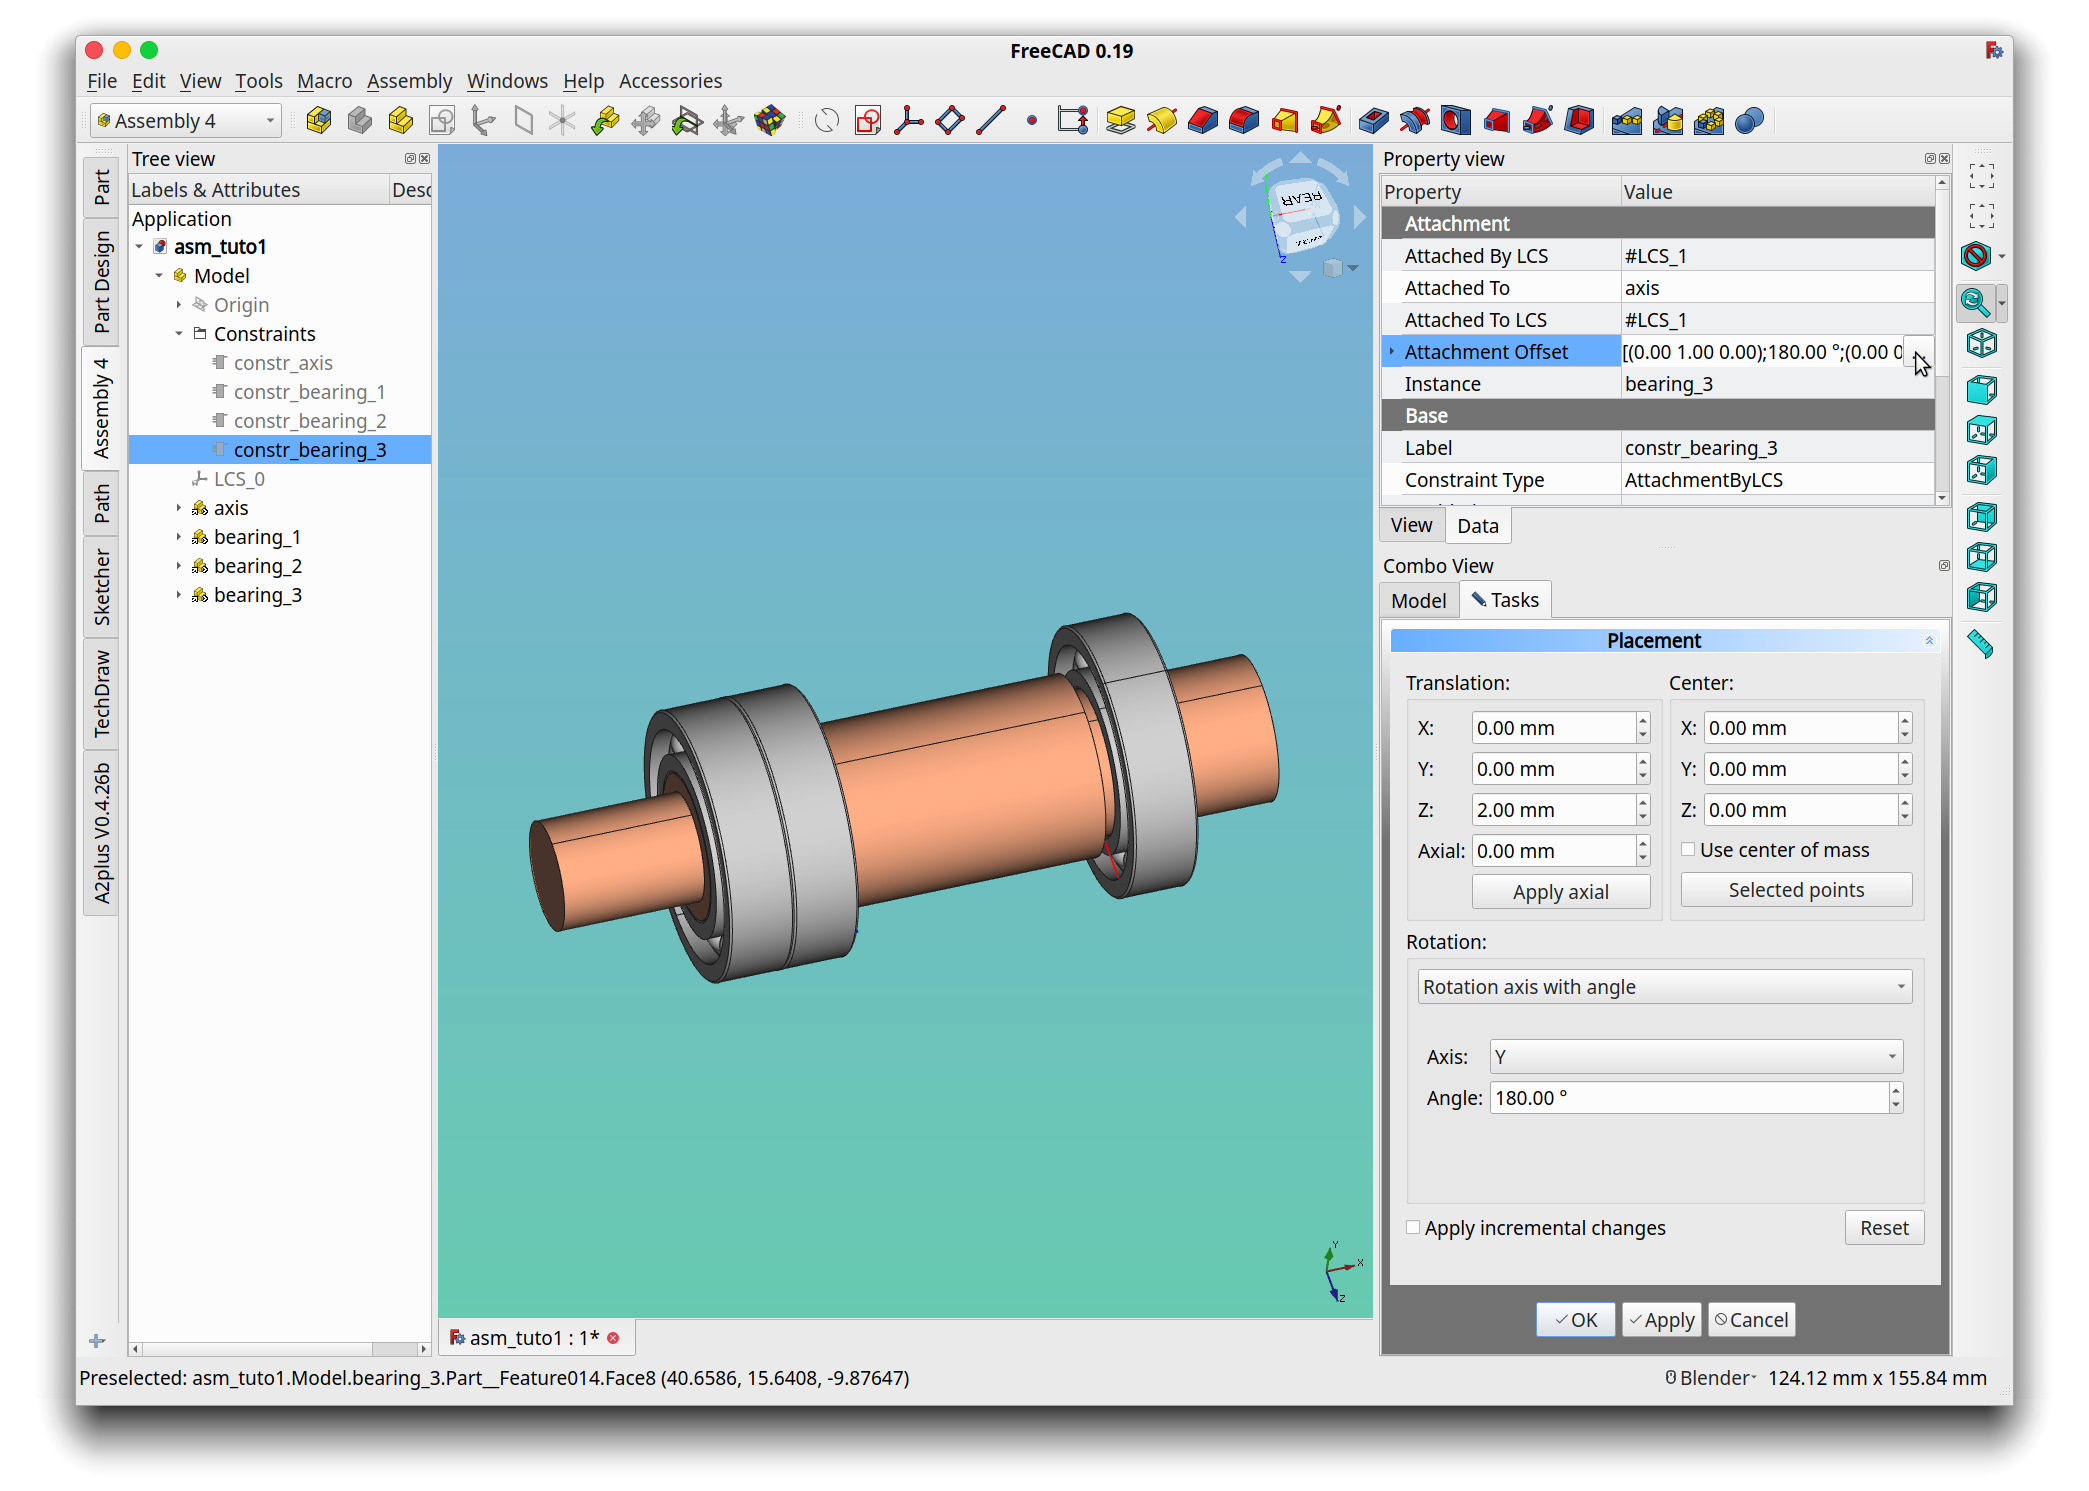 FreeCAD 0.19
File Edit View Tools Macro Assembly Windows Help Accessories
Assembly 4
Part
Part Design
Assembly 4
Path
Sketcher
TechDraw
A2plus V0.4.26b
Tree view
Labels & Attributes Desc
Application
asm_tuto1
Model
Origin
Constraints
constr_axis
constr_bearing_1
constr_bearing_2
constr_bearing_3
LCS_0
axis
bearing_1
bearing_2
bearing_3
REAR
Z
Y
X
Z
asm_tuto1 : 1*
Property view
Property Value
Attachment
Attached By LCS #LCS_1
Attached To axis
Attached To LCS #LCS_1
Attachment Offset [(0.00 1.00 0.00);180.00 °;(0.00 0
Instance bearing_3
Base
Label constr_bearing_3
Constraint Type AttachmentByLCS
View Data
Combo View
Model Tasks
Placement
Translation: Center:
X: 0.00 mm X: 0.00 mm
Y: 0.00 mm Y: 0.00 mm
Z: 2.00 mm Z: 0.00 mm
Axial: 0.00 mm Use center of mass
Apply axial Selected points
Rotation:
Rotation axis with angle
Axis: Y
Angle: 180.00 °
Apply incremental changes Reset
OK Apply Cancel
Preselected: asm_tuto1.Model.bearing_3.Part__Feature014.Face8 (40.6586, 15.6408, -9.87647)
Blender 124.12 mm x 155.84 mm